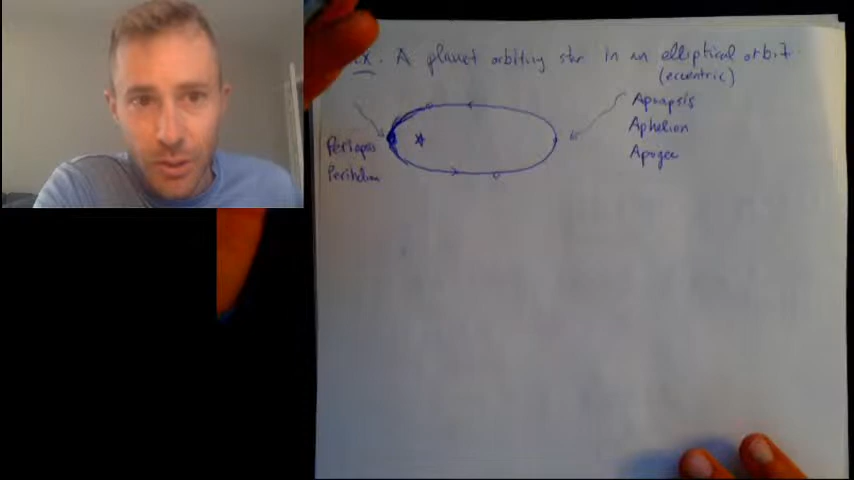 Ex. A planet orbiting star in an elliptical orbit.
(eccentric)
Apoapsis
Aphelion
Apogee
Periapsis
Perihelion